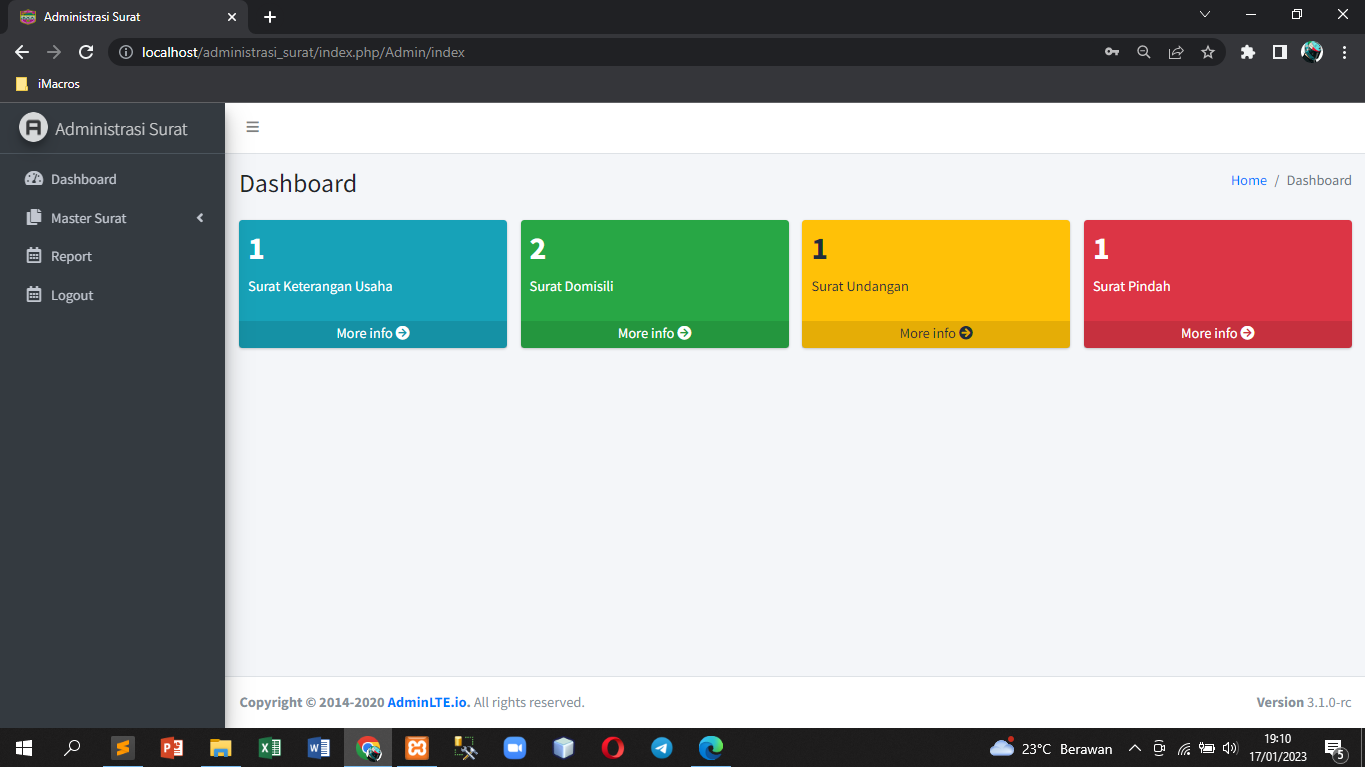 Administrasi Surat
localhost/administrasi_surat/index.php/Admin/index
iMacros
Administrasi Surat
Dashboard
Master Surat
Report
Logout
Dashboard
Home / Dashboard
1
Surat Keterangan Usaha
More info
2
Surat Domisili
More info
1
Surat Undangan
More info
1
Surat Pindah
More info
Copyright © 2014-2020 AdminLTE.io. All rights reserved.
Version 3.1.0-rc
23°C Berawan
19:10
17/01/2023
5